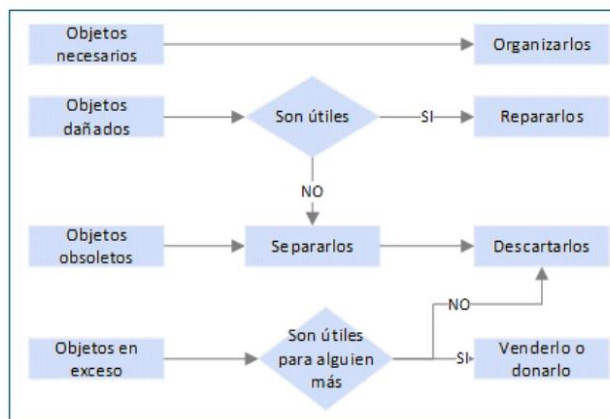 Objetos
necesarios
Organizarlos
Objetos
dañados
Son útiles
SI
Repararlos
NO
Objetos
obsoletos
Separarlos
Descartarlos
NO
Objetos en
exceso
Son útiles
para alguien
más
SI
Venderlo o
donarlo